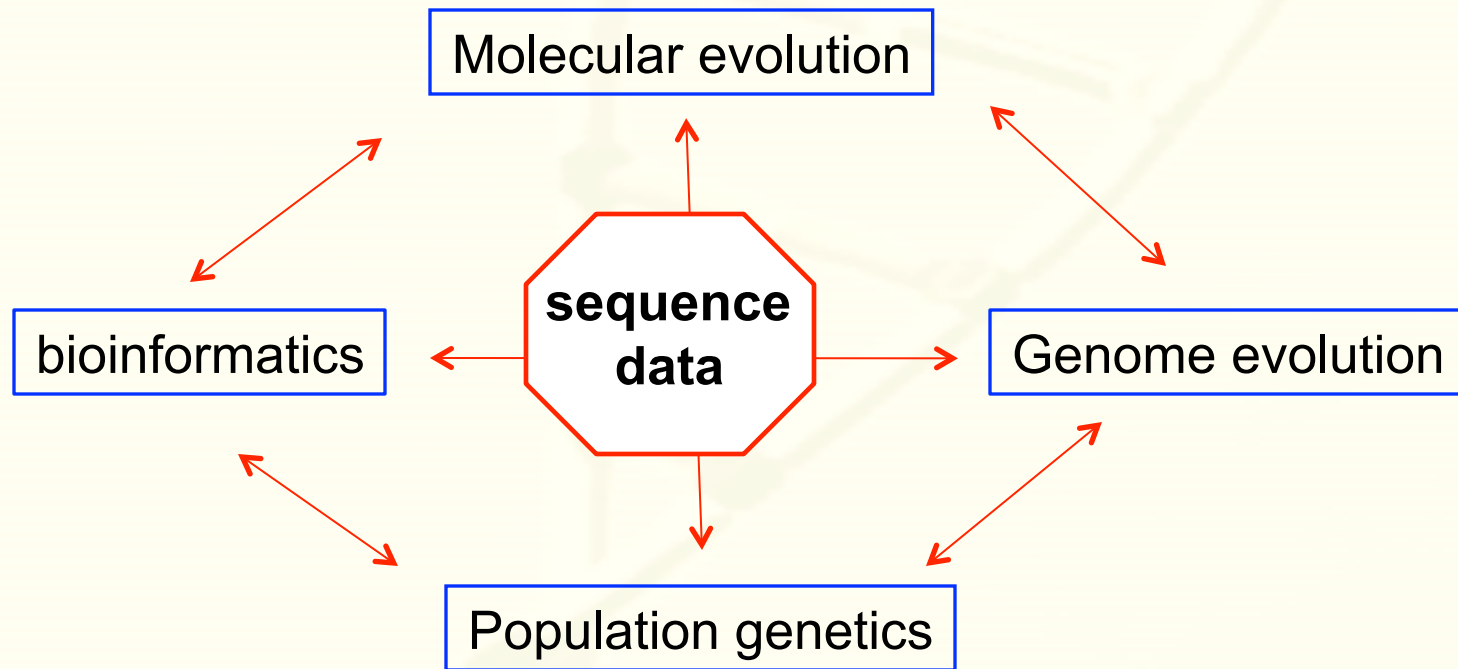 Molecular evolution
sequence
data
bioinformatics
Genome evolution
Population genetics